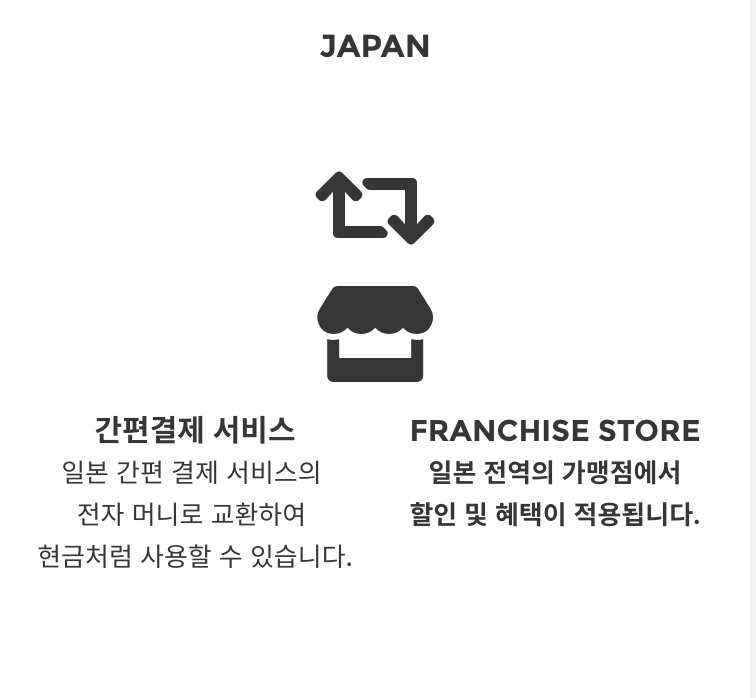 JAPAN
간편결제 서비스
일본 간편 결제 서비스의
전자 머니로 교환하여
현금처럼 사용할 수 있습니다.
FRANCHISE STORE
일본 전역의 가맹점에서
할인 및 혜택이 적용됩니다.